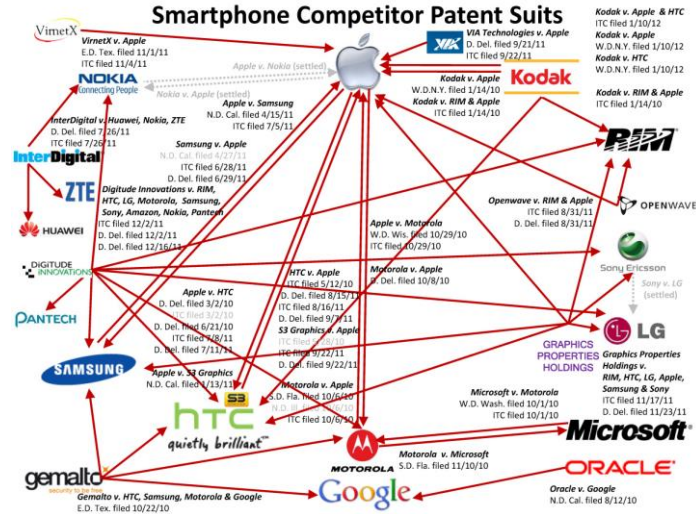 Smartphone Competitor Patent Suits
VirnetX
VirnetX v. Apple
E.D. Tex. filed 11/1/11
ITC filed 11/4/11
NOKIA
Connecting People
Apple v. Nokia (settled)
Nokia v. Apple (settled)
VIA
VIA Technologies v. Apple
D. Del. filed 9/21/11
ITC filed 9/22/11
Kodak v. Apple & HTC
ITC filed 1/10/12
Kodak v. Apple
W.D.N.Y. filed 1/10/12
Kodak v. HTC
W.D.N.Y. filed 1/10/12
Kodak v. RIM & Apple
ITC filed 1/14/10
Kodak
Kodak v. Apple
W.D.N.Y. filed 1/14/10
Kodak v. RIM & Apple
ITC filed 1/14/10
Apple v. Samsung
N.D. Cal. filed 4/15/11
ITC filed 7/5/11
Samsung v. Apple
N.D. Cal. filed 4/27/11
ITC filed 6/28/11
D. Del. filed 6/29/11
InterDigital v. Huawei, Nokia, ZTE
D. Del. filed 7/26/11
ITC filed 7/26/11
InterDigital
ZTE
HUAWEI
RIM
OPENWAVE
Openwave v. RIM & Apple
ITC filed 8/31/11
D. Del. filed 8/31/11
Digitude Innovations v. RIM,
HTC, LG, Motorola, Samsung,
Sony, Amazon, Nokia, Pantech
ITC filed 12/2/11
D. Del. filed 12/2/11
D. Del. filed 12/16/11
DIGITUDE
INNOVATIONS
PANTECH
Apple v. Motorola
W.D. Wis. filed 10/29/10
ITC filed 10/29/10
Motorola v. Apple
D. Del. filed 10/8/10
Sony Ericsson
Sony v. LG
(settled)
LG
Apple v. HTC
D. Del. filed 3/2/10
ITC filed 3/2/10
D. Del. filed 6/21/10
ITC filed 7/8/11
D. Del. filed 7/11/11
HTC v. Apple
ITC filed 5/12/10
D. Del. filed 8/15/11
ITC filed 8/16/11
D. Del. filed 9/7/11
S3 Graphics v. Apple
ITC filed 5/28/10
ITC filed 9/22/11
D. Del. filed 9/22/11
GRAPHICS
PROPERTIES
HOLDINGS
Graphics Properties
Holdings v.
RIM, HTC, LG, Apple,
Samsung & Sony
ITC filed 11/17/11
D. Del. filed 11/23/11
SAMSUNG
Apple v. S3 Graphics
N.D. Cal. filed 1/13/11
S3
hTC
quietly brilliant™
Motorola v. Apple
S.D. Fla. filed 10/6/10
ITC filed 10/6/10
Microsoft v. Motorola
W.D. Wash. filed 10/1/10
ITC filed 10/1/10
Microsoft
MOTOROLA
Motorola v. Microsoft
S.D. Fla. filed 11/10/10
ORACLE
Oracle v. Google
N.D. Cal. filed 8/12/10
gemalto
security to be free
Gemalto v. HTC, Samsung, Motorola & Google
E.D. Tex. filed 10/22/10
Google